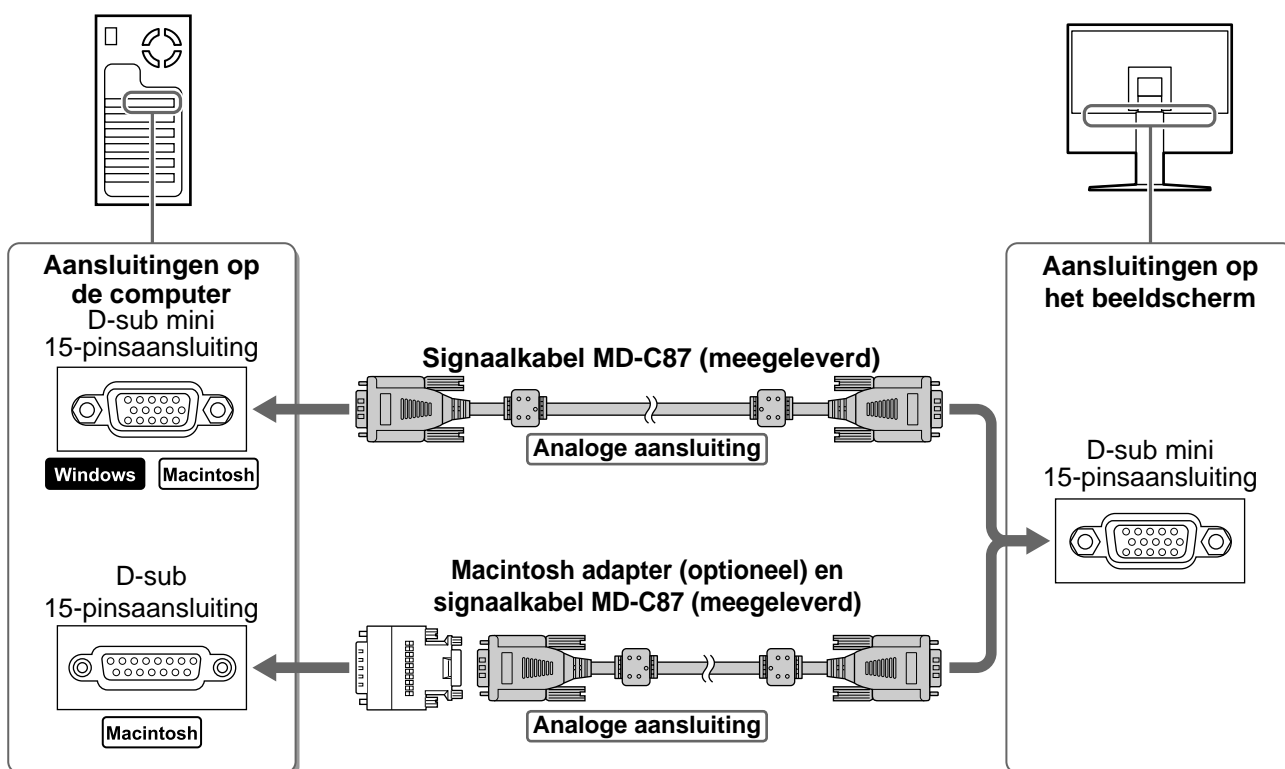 Aansluitingen op
de computer
D-sub mini
15-pinsaansluiting
Windows Macintosh
D-sub
15-pinsaansluiting
Macintosh
Signaalkabel MD-C87 (meegeleverd)
Analoge aansluiting
Macintosh adapter (optioneel) en
signaalkabel MD-C87 (meegeleverd)
Analoge aansluiting
Aansluitingen op
het beeldscherm
D-sub mini
15-pinsaansluiting